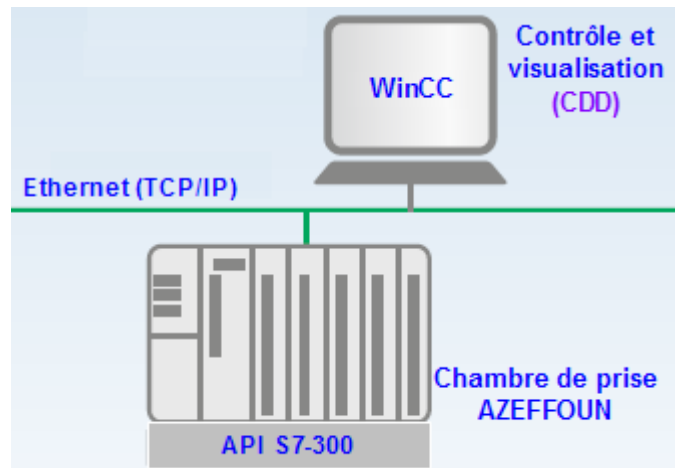 Contrôle et
visualisation
(CDD)
WinCC
Ethernet (TCP/IP)
Chambre de prise
AZEFFOUN
API S7-300